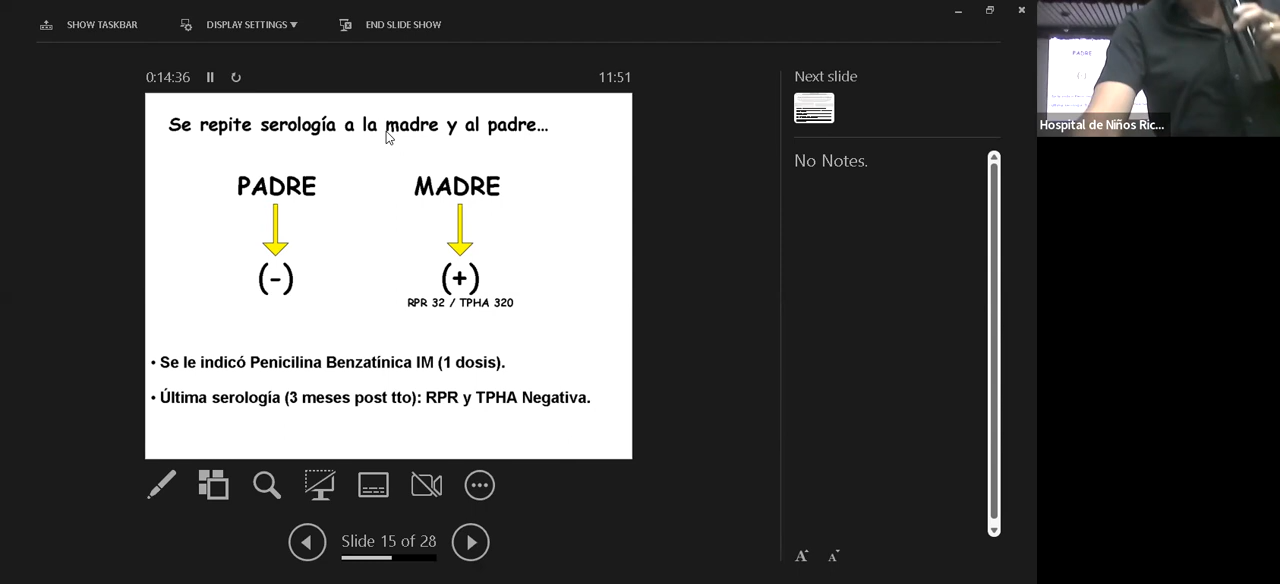 SHOW TASKBAR
DISPLAY SETTINGS
END SLIDE SHOW
0:14:36
11:51
Se repite serología a la madre y al padre...
PADRE
MADRE
(-)
(+)
RPR 32 / TPHA 320
• Se le indicó Penicilina Benzatínica IM (1 dosis).
• Última serología (3 meses post tto): RPR y TPHA Negativa.
Slide 15 of 28
Next slide
No Notes.
A
A
PADRE
Hospital de Niños Ric...